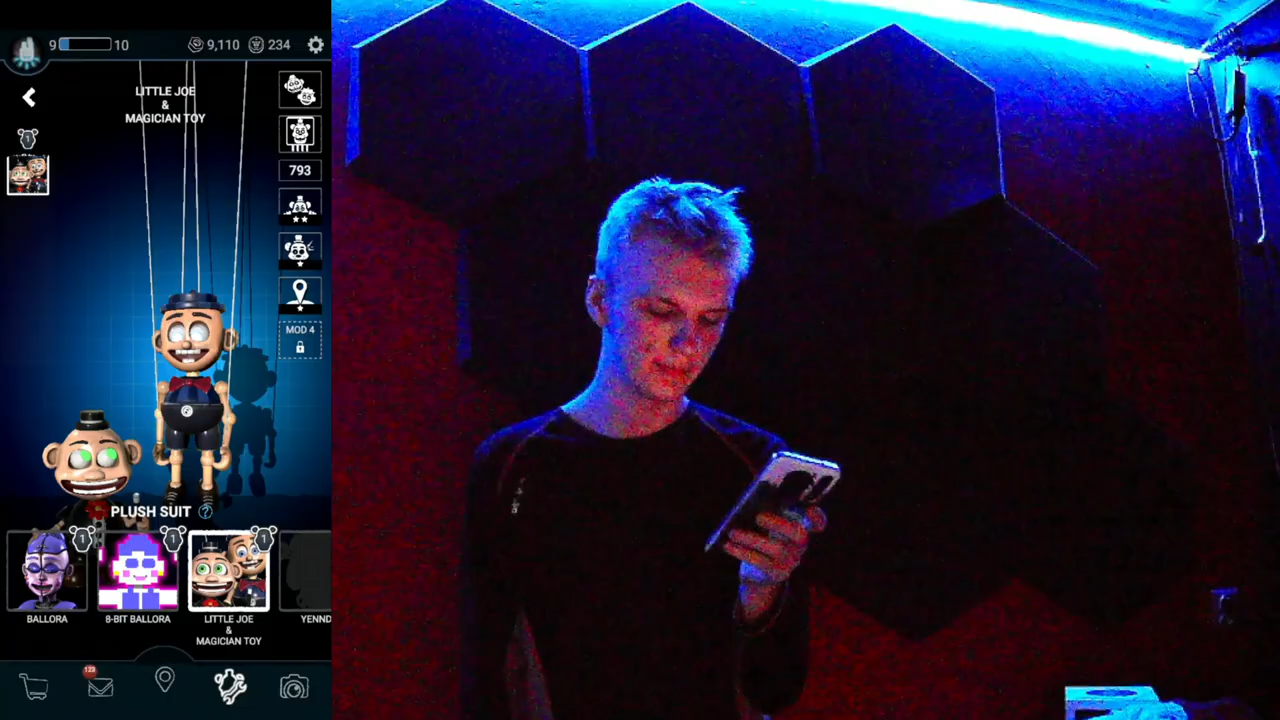 9
10
9,110
234
LITTLE JOE
&
MAGICIAN TOY
1
793
MOD 4
PLUSH SUIT ?
1
1
1
BALLORA
8-BIT BALLORA
LITTLE JOE
&
MAGICIAN TOY
YENND
123